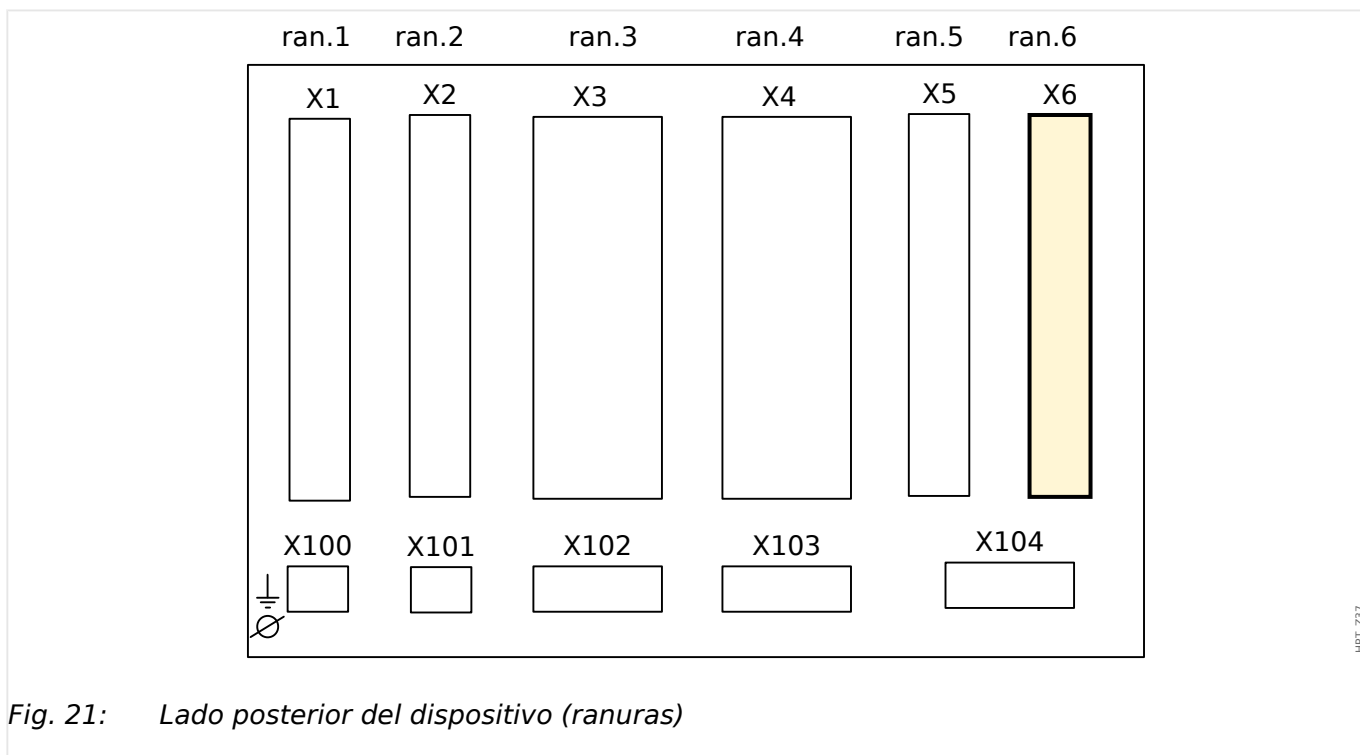 ran.1 ran.2 ran.3 ran.4 ran.5 ran.6
X1 X2 X3 X4 X5 X6
X100 X101 X102 X103 X104
Fig. 21: Lado posterior del dispositivo (ranuras)